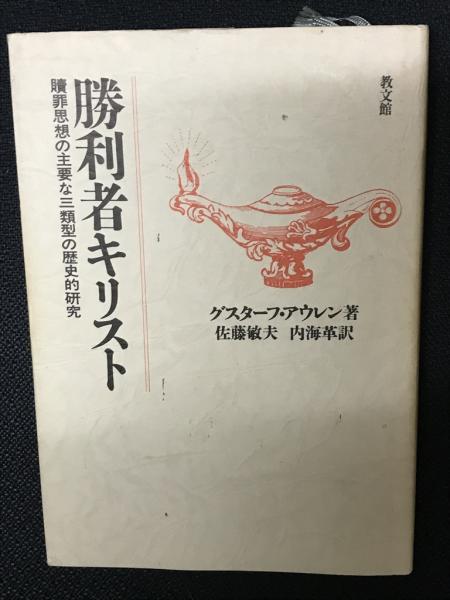 教文館
勝利者キリスト
贖罪思想の主要な三類型の歴史的研究
グスターフ・アウレン著
佐藤敏夫 内海革訳